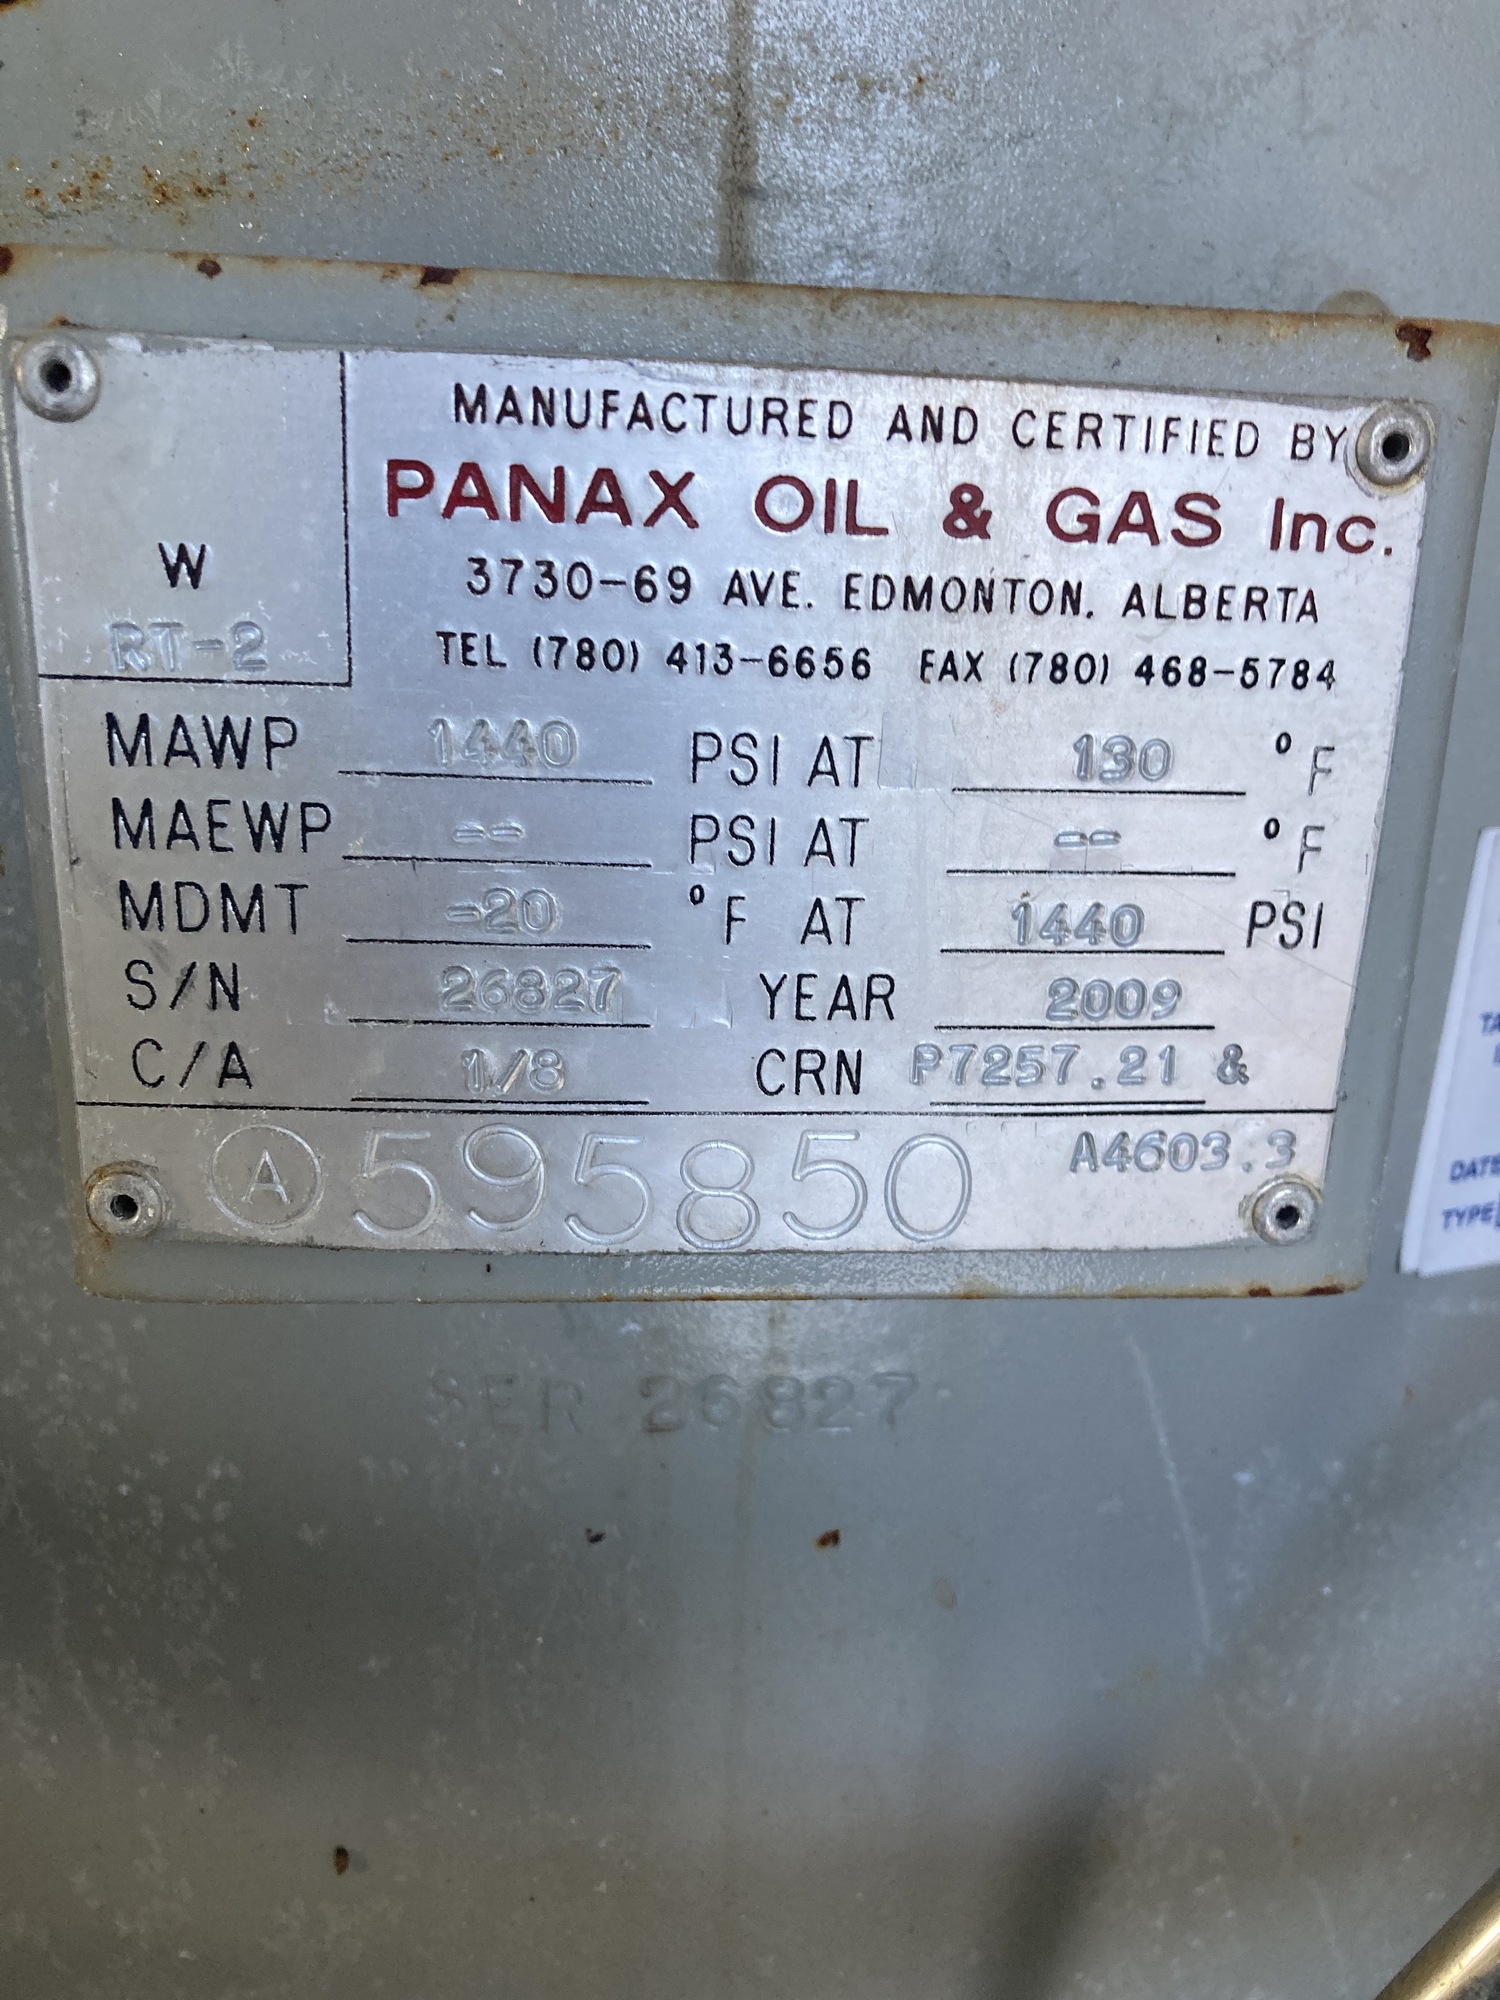 MANUFACTURED AND CERTIFIED BY
PANAX OIL & GAS Inc.
3730-69 AVE. EDMONTON, ALBERTA
TEL (780) 413-6656 FAX (780) 468-5784
W
RT-2
MAWP 1440 PSI AT 130 °F
MAEWP -- PSI AT -- °F
MDMT -20 °F AT 1440 PSI
S/N 26827 YEAR 2009
C/A 1/8 CRN P7257.21 &
A4603.3
A 595850
SER 26827
DATE
TYPE